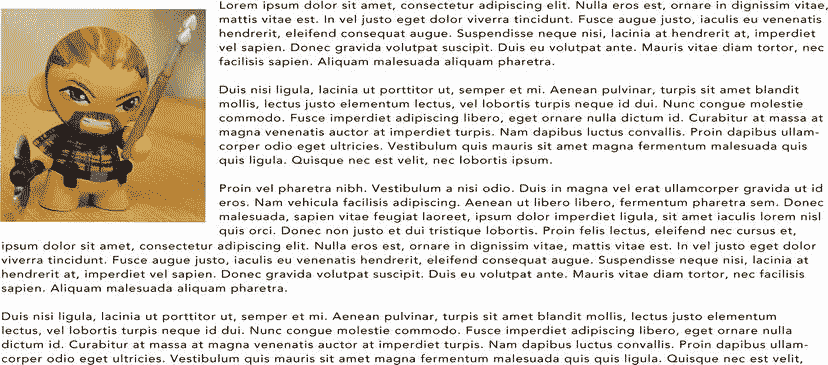 Lorem ipsum dolor sit amet, consectetur adipiscing elit. Nulla eros est, ornare in dignissim vitae,
mattis vitae est. In vel justo eget dolor viverra tincidunt. Fusce augue justo, iaculis eu venenatis
hendrerit, eleifend consequat augue. Suspendisse neque nisi, lacinia at hendrerit at, imperdiet
vel sapien. Donec gravida volutpat suscipit. Duis eu volutpat ante. Mauris vitae diam tortor, nec
facilisis sapien. Aliquam malesuada aliquam pharetra.
Duis nisi ligula, lacinia ut porttitor ut, semper et mi. Aenean pulvinar, turpis sit amet blandit
mollis, lectus justo elementum lectus, vel lobortis turpis neque id dui. Nunc congue molestie
commodo. Fusce imperdiet adipiscing libero, eget ornare nulla dictum id. Curabitur at massa at
magna venenatis auctor at imperdiet turpis. Nam dapibus luctus convallis. Proin dapibus ullam-
corper odio eget ultricies. Vestibulum quis mauris sit amet magna fermentum malesuada quis
quis ligula. Quisque nec est velit, nec lobortis ipsum.
Proin vel pharetra nibh. Vestibulum a nisi odio. Duis in magna vel erat ullamcorper gravida ut id
eros. Nam vehicula facilisis adipiscing. Aenean ut libero libero, fermentum pharetra sem. Donec
malesuada, sapien vitae feugiat laoreet, ipsum dolor imperdiet ligula, sit amet iaculis lorem nisl
quis orci. Donec non justo et dui tristique lobortis. Proin felis lectus, eleifend nec cursus et,
ipsum dolor sit amet, consectetur adipiscing elit. Nulla eros est, ornare in dignissim vitae, mattis vitae est. In vel justo eget dolor
viverra tincidunt. Fusce augue justo, iaculis eu venenatis hendrerit, eleifend consequat augue. Suspendisse neque nisi, lacinia at
hendrerit at, imperdiet vel sapien. Donec gravida volutpat suscipit. Duis eu volutpat ante. Mauris vitae diam tortor, nec facilisis
sapien. Aliquam malesuada aliquam pharetra.
Duis nisi ligula, lacinia ut porttitor ut, semper et mi. Aenean pulvinar, turpis sit amet blandit mollis, lectus justo elementum
lectus, vel lobortis turpis neque id dui. Nunc congue molestie commodo. Fusce imperdiet adipiscing libero, eget ornare nulla
dictum id. Curabitur at massa at magna venenatis auctor at imperdiet turpis. Nam dapibus luctus convallis. Proin dapibus ullam-
corper odio eget ultricies. Vestibulum quis mauris sit amet magna fermentum malesuada quis quis ligula. Quisque nec est velit,